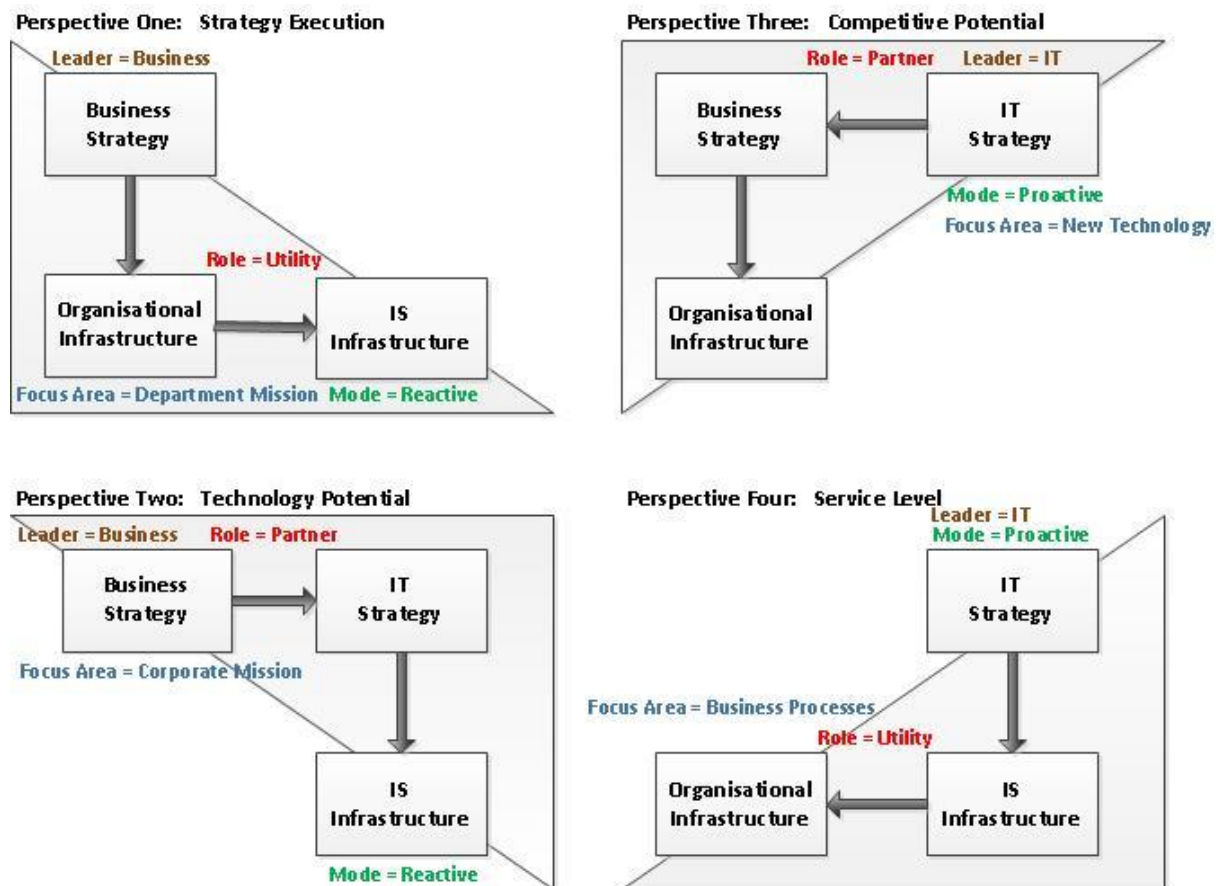 Perspective One: Strategy Execution
Leader = Business
Business
Strategy
Role = Utility
Organisational
Infrastructure
IS
Infrastructure
Focus Area = Department Mission
Mode = Reactive
Perspective Three: Competitive Potential
Role = Partner
Leader = IT
Business
Strategy
IT
Strategy
Mode = Proactive
Focus Area = New Technology
Organisational
Infrastructure
Perspective Two: Technology Potential
Leader = Business
Role = Partner
Business
Strategy
IT
Strategy
Focus Area = Corporate Mission
IS
Infrastructure
Mode = Reactive
Perspective Four: Service Level
Leader = IT
Mode = Proactive
IT
Strategy
Focus Area = Business Processes
Role = Utility
Organisational
Infrastructure
IS
Infrastructure